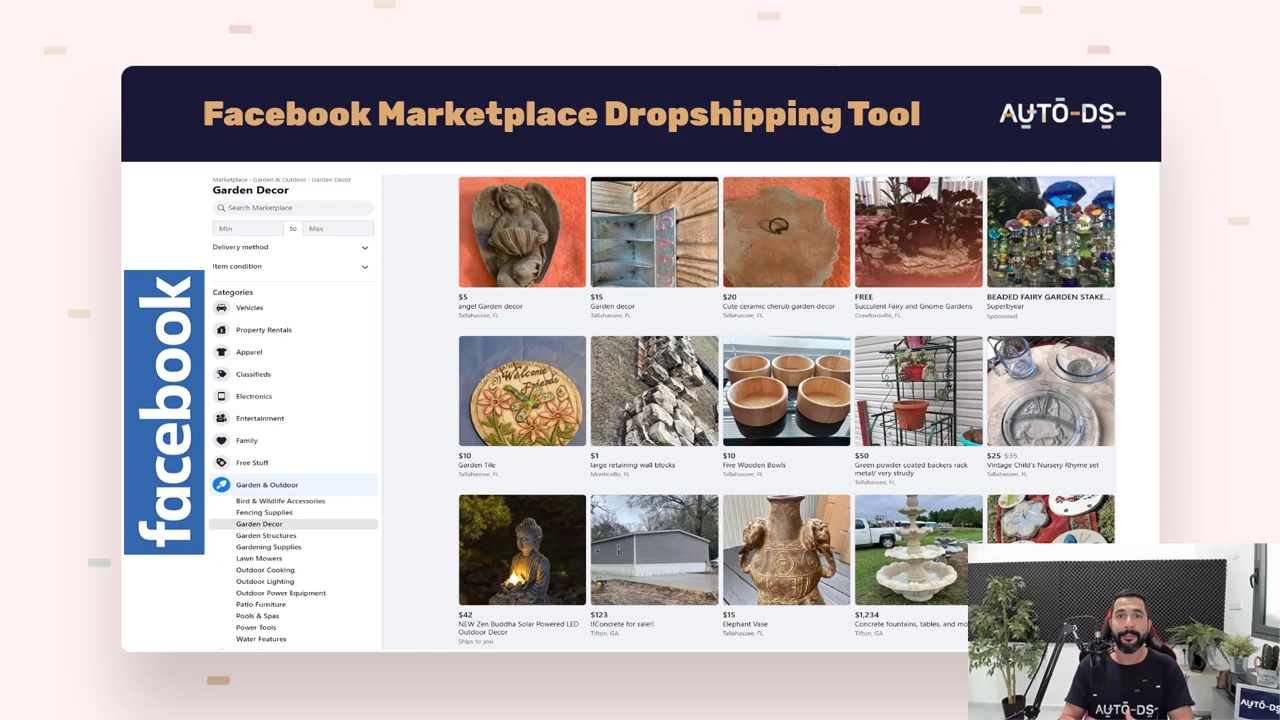 Facebook Marketplace Dropshipping Tool
AUTO-DS
facebook
Marketplace › Garden & Outdoor › Garden Decor
Garden Decor
Search Marketplace
Min to Max
Delivery method
Item condition
Categories
Vehicles
Property Rentals
Apparel
Classifieds
Electronics
Entertainment
Family
Free Stuff
Garden & Outdoor
Bird & Wildlife Accessories
Fencing Supplies
Garden Decor
Garden Structures
Gardening Supplies
Lawn Mowers
Outdoor Cooking
Outdoor Lighting
Outdoor Power Equipment
Patio Furniture
Pools & Spas
Power Tools
Water Features
$5
angel Garden decor
Tallahassee, FL
$15
Garden decor
Tallahassee, FL
$20
Cute ceramic cherub garden decor
Tallahassee, FL
FREE
Succulent Fairy and Gnome Gardens
Crawfordville, FL
BEADED FAIRY GARDEN STAKE...
Superbyear
Sponsored
Welcome
Friends
$10
Garden Tile
Tallahassee, FL
$1
large retaining wall blocks
Monticello, FL
$10
Five Wooden Bowls
Tallahassee, FL
$50
Green powder coated backers rack
metal/ very strudy
Tallahassee, FL
$25 $35
Vintage Child's Nursery Rhyme set
Tallahassee, FL
$42
NEW Zen Buddha Solar Powered LED
Outdoor Decor
Ships to you
$123
!!Concrete for sale!!
Tifton, GA
$15
Elephant Vase
Tallahassee, FL
$1,234
Concrete fountains, tables, and mo
Tifton, GA
AUTO-DS
AUTO-DS